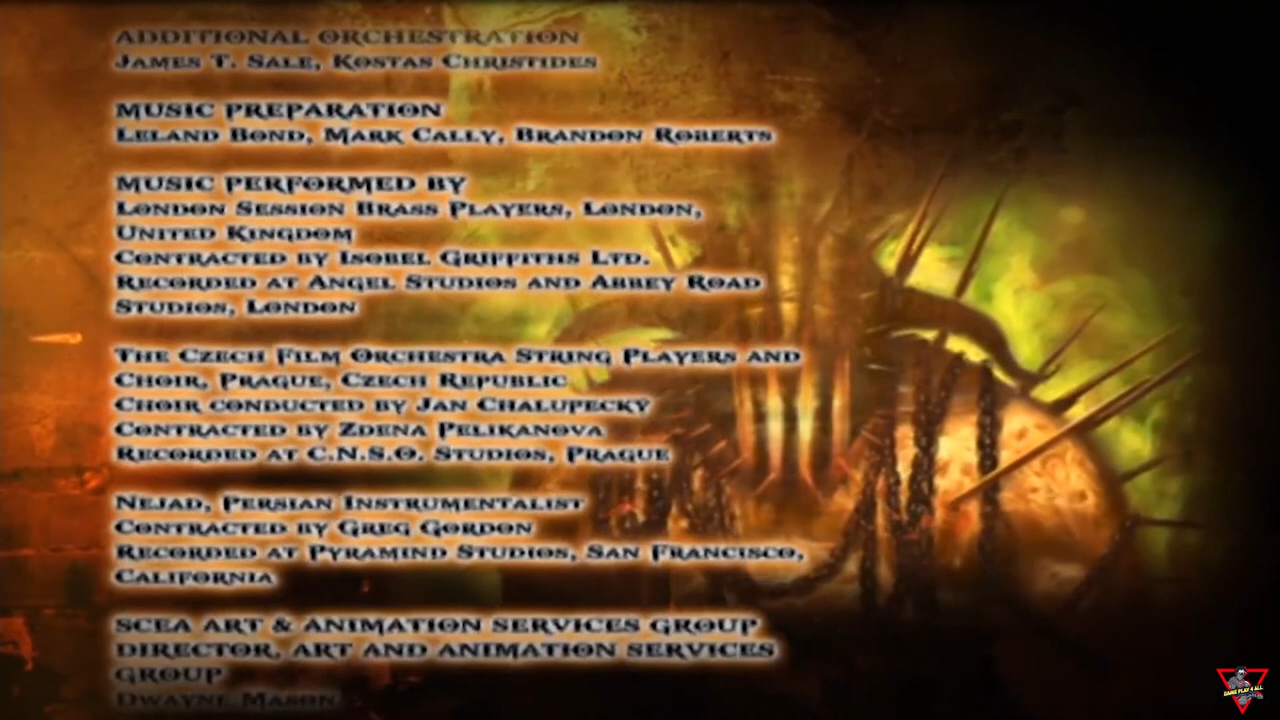 ADDITIONAL ORCHESTRATION
JAMES T. SALE, KOSTAS CHRISTIDES
MUSIC PREPARATION
LELAND BOND, MARK CALLY, BRANDON ROBERTS
MUSIC PERFORMED BY
LONDON SESSION BRASS PLAYERS, LONDON,
UNITED KINGDOM
CONTRACTED BY ISOBEL GRIFFITHS LTD.
RECORDED AT ANGEL STUDIOS AND ABBEY ROAD
STUDIOS, LONDON
THE CZECH FILM ORCHESTRA STRING PLAYERS AND
CHOIR, PRAGUE, CZECH REPUBLIC
CHOIR CONDUCTED BY JAN CHALUPECKY
CONTRACTED BY ZDENA PELIKANOVA
RECORDED AT C.N.S.O. STUDIOS, PRAGUE
NEJAD, PERSIAN INSTRUMENTALIST
CONTRACTED BY GREG GORDON
RECORDED AT PYRAMIND STUDIOS, SAN FRANCISCO,
CALIFORNIA
SCEA ART & ANIMATION SERVICES GROUP
DIRECTOR, ART AND ANIMATION SERVICES
GROUP
DWAYNE MASON
GAME PLAY 4 ALL